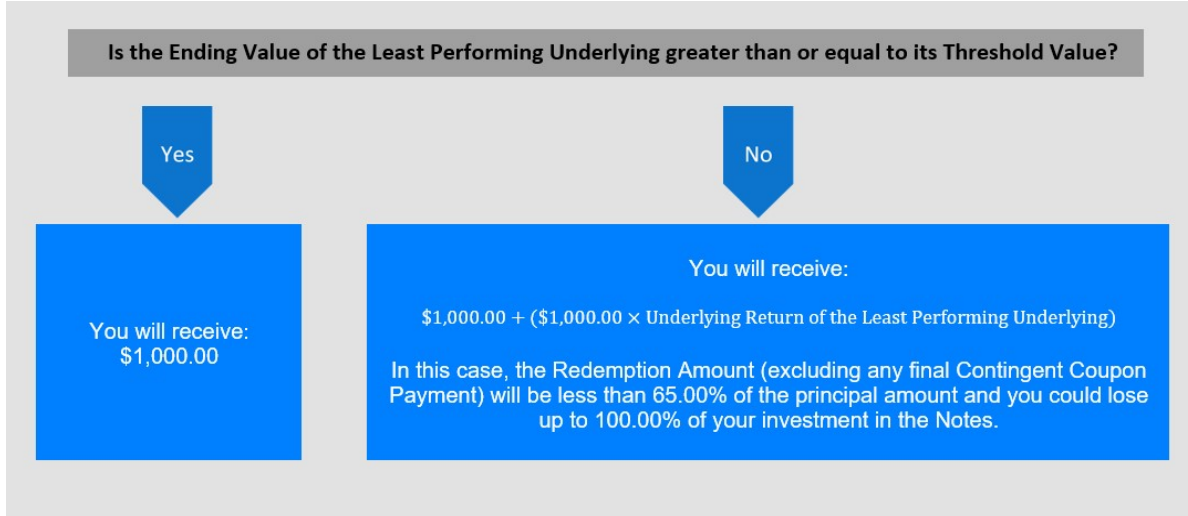 Is the Ending Value of the Least Performing Underlying greater than or equal to its Threshold Value?
Yes
No
You will receive:
$1,000.00
You will receive:
$1,000.00 + ($1,000.00 × Underlying Return of the Least Performing Underlying)
In this case, the Redemption Amount (excluding any final Contingent Coupon
Payment) will be less than 65.00% of the principal amount and you could lose
up to 100.00% of your investment in the Notes.